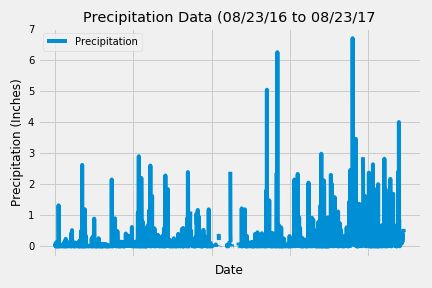 Precipitation Data (08/23/16 to 08/23/17
Precipitation
7
6
5
4
3
2
1
0
Precipitation (Inches)
Date